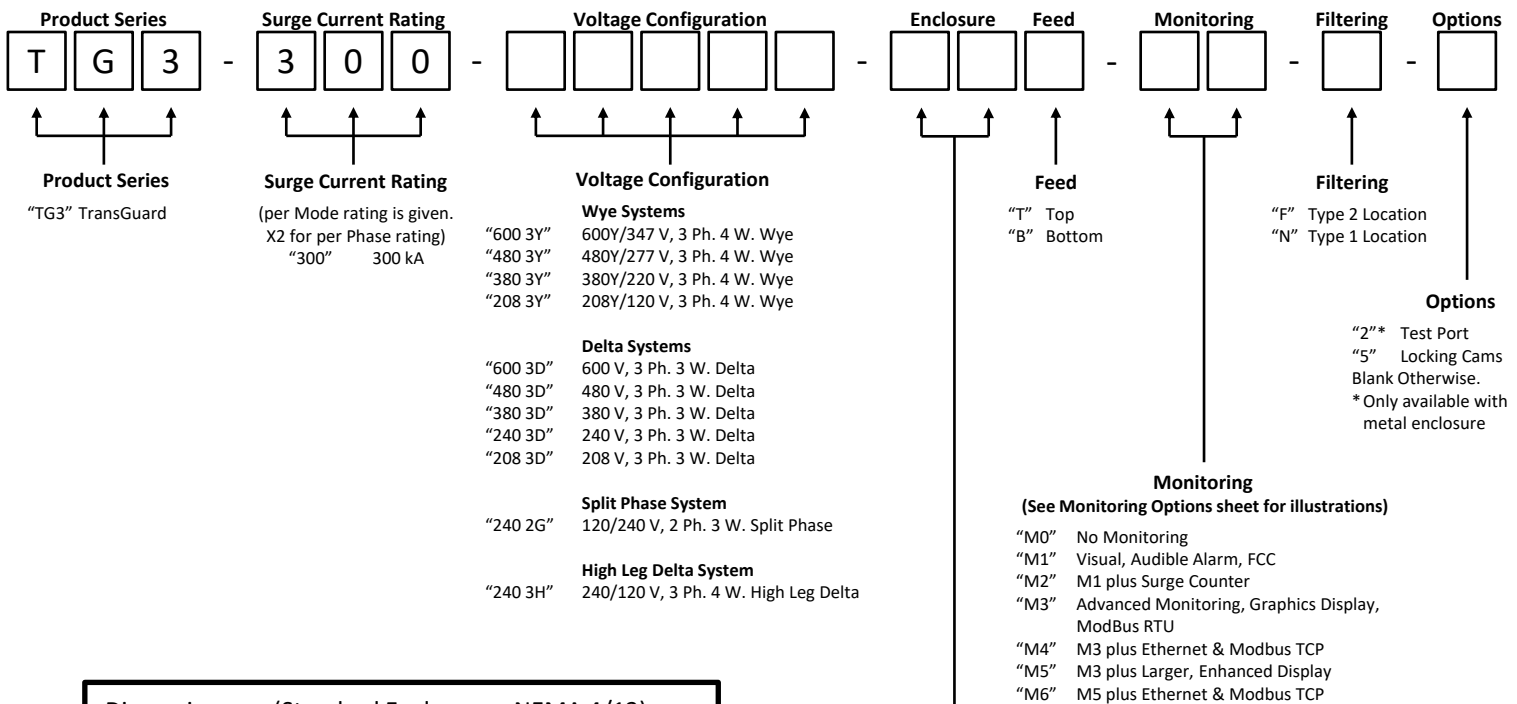 Product Series Surge Current Rating Voltage Configuration Enclosure Feed Monitoring Filtering Options
T G 3 - 3 0 0 - - - - -
Product Series
“TG3” TransGuard
Surge Current Rating
(per Mode rating is given.
X2 for per Phase rating)
“300” 300 kA
Voltage Configuration
Wye Systems
“600 3Y” 600Y/347 V, 3 Ph. 4 W. Wye
“480 3Y” 480Y/277 V, 3 Ph. 4 W. Wye
“380 3Y” 380Y/220 V, 3 Ph. 4 W. Wye
“208 3Y” 208Y/120 V, 3 Ph. 4 W. Wye
Delta Systems
“600 3D” 600 V, 3 Ph. 3 W. Delta
“480 3D” 480 V, 3 Ph. 3 W. Delta
“380 3D” 380 V, 3 Ph. 3 W. Delta
“240 3D” 240 V, 3 Ph. 3 W. Delta
“208 3D” 208 V, 3 Ph. 3 W. Delta
Split Phase System
“240 2G” 120/240 V, 2 Ph. 3 W. Split Phase
High Leg Delta System
“240 3H” 240/120 V, 3 Ph. 4 W. High Leg Delta
Feed
“T” Top
“B” Bottom
Filtering
“F” Type 2 Location
“N” Type 1 Location
Options
“2”* Test Port
“5” Locking Cams
Blank Otherwise.
* Only available with
metal enclosure
Monitoring
(See Monitoring Options sheet for illustrations)
“M0” No Monitoring
“M1” Visual, Audible Alarm, FCC
“M2” M1 plus Surge Counter
“M3” Advanced Monitoring, Graphics Display,
ModBus RTU
“M4” M3 plus Ethernet & Modbus TCP
“M5” M3 plus Larger, Enhanced Display
“M6” M5 plus Ethernet & Modbus TCP